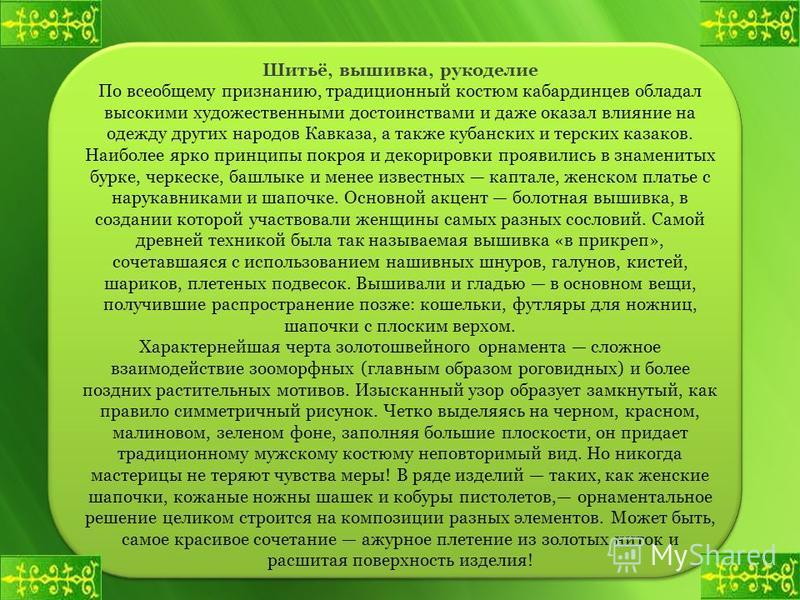 Шитьё, вышивка, рукоделие
По всеобщему признанию, традиционный костюм кабардинцев обладал
высокими художественными достоинствами и даже оказал влияние на
одежду других народов Кавказа, а также кубанских и терских казаков.
Наиболее ярко принципы покроя и декорировки проявились в знаменитых
бурке, черкеске, башлыке и менее известных — каптале, женском платье с
нарукавниками и шапочке. Основной акцент — болотная вышивка, в
создании которой участвовали женщины самых разных сословий. Самой
древней техникой была так называемая вышивка «в прикреп»,
сочетавшаяся с использованием нашивных шнуров, галунов, кистей,
шариков, плетеных подвесок. Вышивали и гладью — в основном вещи,
получившие распространение позже: кошельки, футляры для ножниц,
шапочки с плоским верхом.
Характернейшая черта золотошвейного орнамента — сложное
взаимодействие зооморфных (главным образом роговидных) и более
поздних растительных мотивов. Изысканный узор образует замкнутый, как
правило симметричный рисунок. Четко выделяясь на черном, красном,
малиновом, зеленом фоне, заполняя большие плоскости, он придает
традиционному мужскому костюму неповторимый вид. Но никогда
мастерицы не теряют чувства меры! В ряде изделий — таких, как женские
шапочки, кожаные ножны шашек и кобуры пистолетов,— орнаментальное
решение целиком строится на композиции разных элементов. Может быть,
самое красивое сочетание — ажурное плетение из золотых ниток и
расшитая поверхность изделия!
MyShared